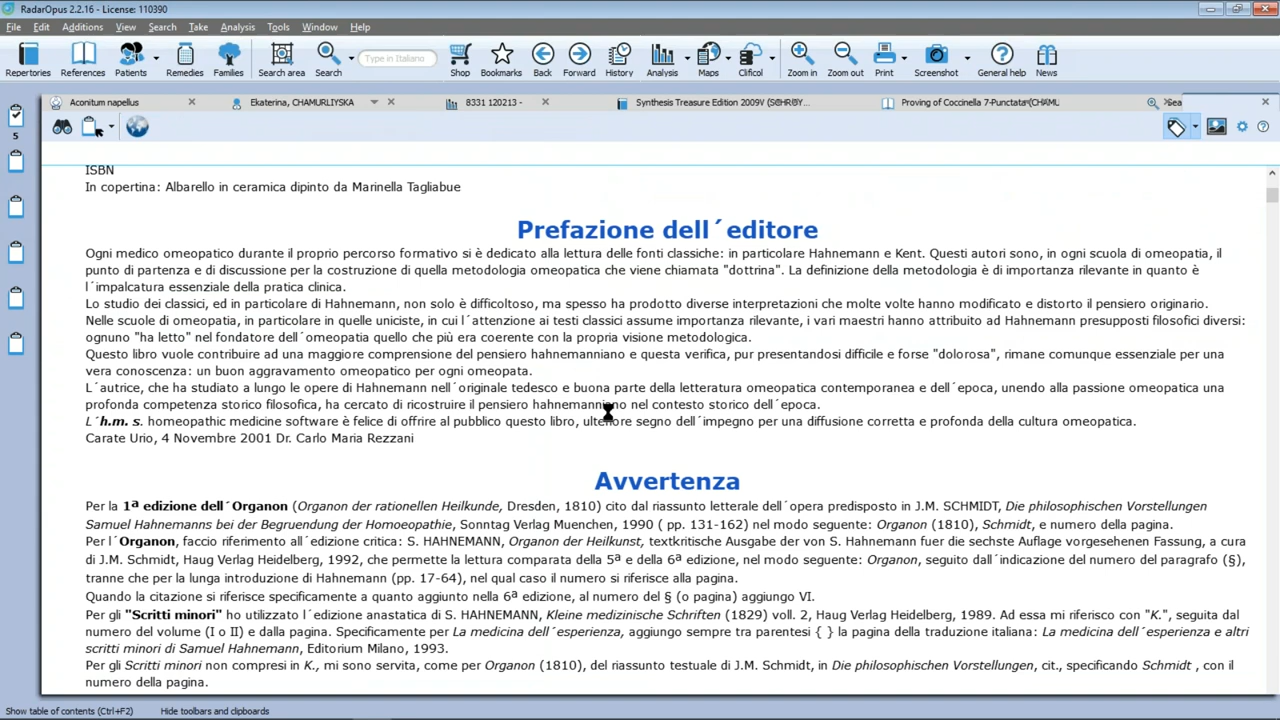 RadarOpus 2.2.16 - License: 110390
File Edit Additions View Search Take Analysis Tools Window Help
Type in Italiano
Repertories References Patients Remedies Families Search area Search Shop Bookmarks Back Forward History Analysis Maps Clificol Zoom in Zoom out Print Screenshot General help News
Aconitum napellus Ekaterina, CHAMURLIYSKA 8331 120213 - Synthesis Treasure Edition 2009V Proving of Coccinella 7-Punctata
5
ISBN
In copertina: Albarello in ceramica dipinto da Marinella Tagliabue
Prefazione dell´editore
Ogni medico omeopatico durante il proprio percorso formativo si è dedicato alla lettura delle fonti classiche: in particolare Hahnemann e Kent. Questi autori sono, in ogni scuola di omeopatia, il
punto di partenza e di discussione per la costruzione di quella metodologia omeopatica che viene chiamata "dottrina". La definizione della metodologia è di importanza rilevante in quanto è
l´impalcatura essenziale della pratica clinica.
Lo studio dei classici, ed in particolare di Hahnemann, non solo è difficoltoso, ma spesso ha prodotto diverse interpretazioni che molte volte hanno modificato e distorto il pensiero originario.
Nelle scuole di omeopatia, in particolare in quelle uniciste, in cui l´attenzione ai testi classici assume importanza rilevante, i vari maestri hanno attribuito ad Hahnemann presupposti filosofici diversi:
ognuno "ha letto" nel fondatore dell´omeopatia quello che più era coerente con la propria visione metodologica.
Questo libro vuole contribuire ad una maggiore comprensione del pensiero hahnemanniano e questa verifica, pur presentandosi difficile e forse "dolorosa", rimane comunque essenziale per una
vera conoscenza: un buon aggravamento omeopatico per ogni omeopata.
L´autrice, che ha studiato a lungo le opere di Hahnemann nell´originale tedesco e buona parte della letteratura omeopatica contemporanea e dell´epoca, unendo alla passione omeopatica una
profonda competenza storico filosofica, ha cercato di ricostruire il pensiero hahnemanniano nel contesto storico dell´epoca.
L´h.m. s. homeopathic medicine software è felice di offrire al pubblico questo libro, ulteriore segno dell´impegno per una diffusione corretta e profonda della cultura omeopatica.
Carate Urio, 4 Novembre 2001 Dr. Carlo Maria Rezzani
Avvertenza
Per la 1ª edizione dell´Organon (Organon der rationellen Heilkunde, Dresden, 1810) cito dal riassunto letterale dell´opera predisposto in J.M. SCHMIDT, Die philosophischen Vorstellungen
Samuel Hahnemanns bei der Begruendung der Homoeopathie, Sonntag Verlag Muenchen, 1990 ( pp. 131-162) nel modo seguente: Organon (1810), Schmidt, e numero della pagina.
Per l´Organon, faccio riferimento all´edizione critica: S. HAHNEMANN, Organon der Heilkunst, textkritische Ausgabe der von S. Hahnemann fuer die sechste Auflage vorgesehenen Fassung, a cura
di J.M. Schmidt, Haug Verlag Heidelberg, 1992, che permette la lettura comparata della 5ª e della 6ª edizione, nel modo seguente: Organon, seguito dall´indicazione del numero del paragrafo (§),
tranne che per la lunga introduzione di Hahnemann (pp. 17-64), nel qual caso il numero si riferisce alla pagina.
Quando la citazione si riferisce specificamente a quanto aggiunto nella 6ª edizione, al numero del § (o pagina) aggiungo VI.
Per gli "Scritti minori" ho utilizzato l´edizione anastatica di S. HAHNEMANN, Kleine medizinische Schriften (1829) voll. 2, Haug Verlag Heidelberg, 1989. Ad essa mi riferisco con "K.", seguita dal
numero del volume (I o II) e dalla pagina. Specificamente per La medicina dell´esperienza, aggiungo sempre tra parentesi { } la pagina della traduzione italiana: La medicina dell´esperienza e altri
scritti minori di Samuel Hahnemann, Editorium Milano, 1993.
Per gli Scritti minori non compresi in K., mi sono servita, come per Organon (1810), del riassunto testuale di J.M. Schmidt, in Die philosophischen Vorstellungen, cit., specificando Schmidt , con il
numero della pagina.
Show table of contents (Ctrl+F2) Hide toolbars and clipboards